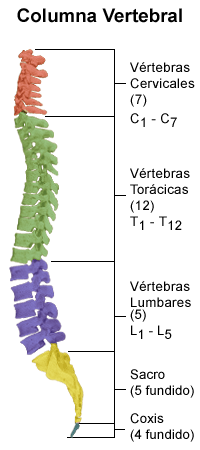 Columna Vertebral
Vértebras
Cervicales
(7)
C1 - C7
Vértebras
Torácicas
(12)
T1 - T12
Vértebras
Lumbares
(5)
L1 - L5
Sacro
(5 fundido)
Coxis
(4 fundido)